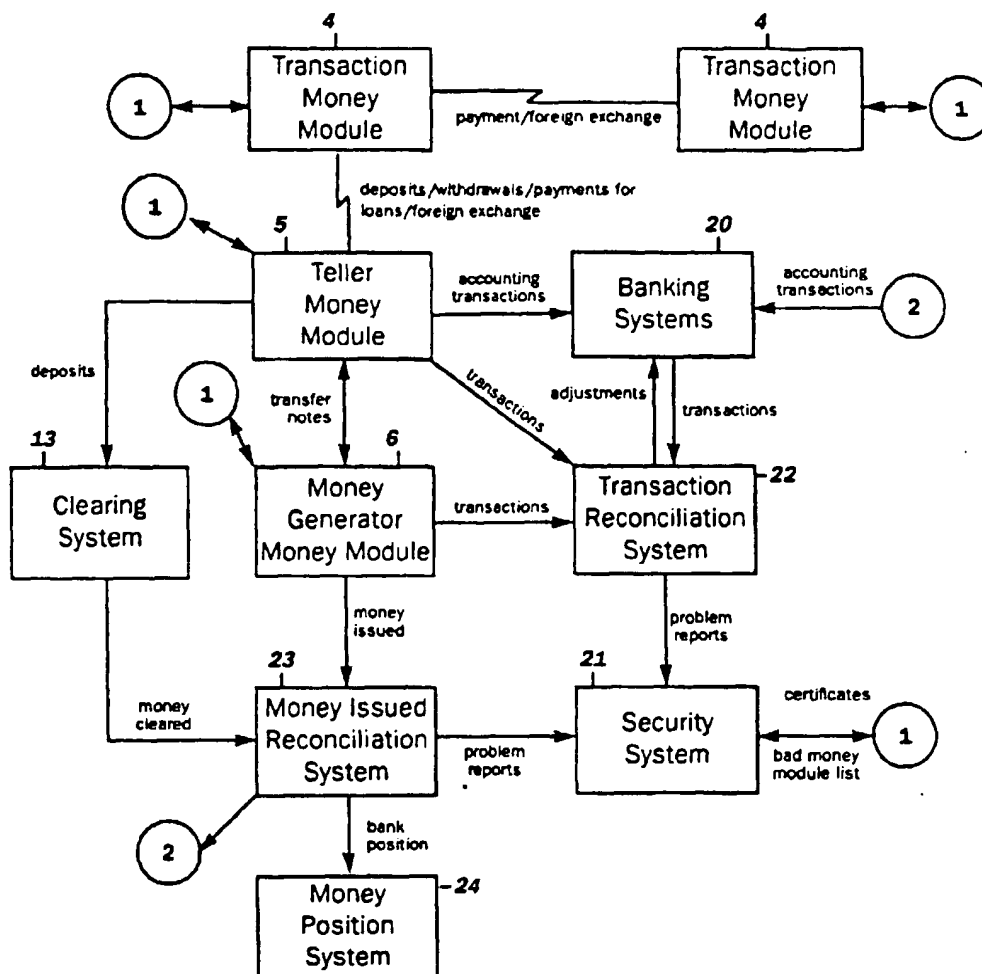 4
4
Transaction
Money
Module
Transaction
Money
Module
1
1
payment/foreign exchange
deposits/withdrawals/payments for
loans/foreign exchange
1
5
20
Teller
Money
Module
accounting
transactions
Banking
Systems
accounting
transactions
2
deposits
1
transfer
notes
transactions
adjustments
transactions
13
6
22
Clearing
System
Money
Generator
Money Module
transactions
Transaction
Reconciliation
System
money
issued
problem
reports
23
21
money
cleared
Money Issued
Reconciliation
System
problem
reports
Security
System
certificates
1
bad money
module list
2
bank
position
24
Money
Position
System